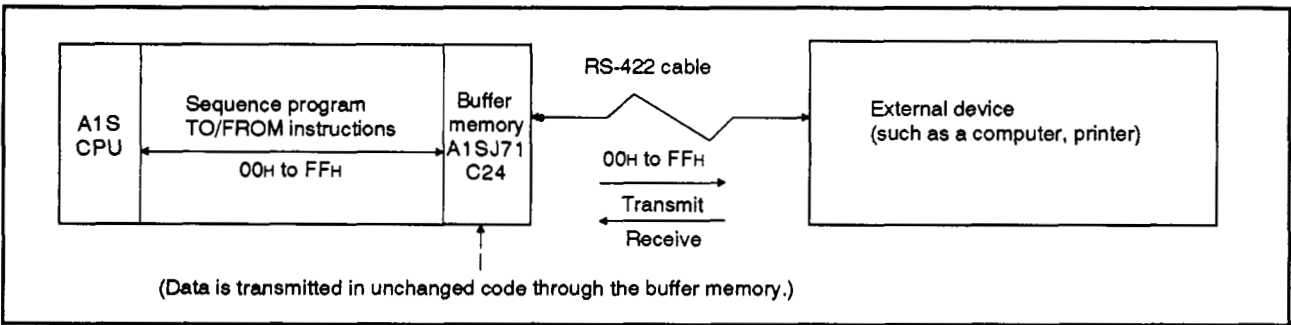 A1S
CPU
Sequence program
TO/FROM instructions
00H to FFH
Buffer
memory
A1SJ71
C24
RS-422 cable
00H to FFH
Transmit
Receive
External device
(such as a computer, printer)
(Data is transmitted in unchanged code through the buffer memory.)